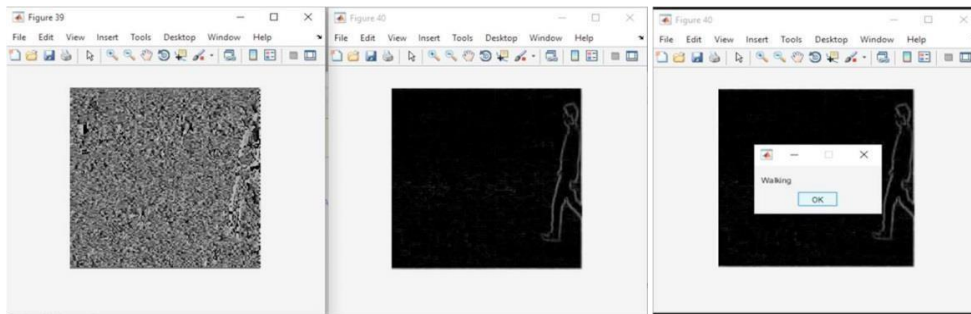 Figure 39
File Edit View Insert Tools Desktop Window Help
Figure 40
File Edit View Insert Tools Desktop Window Help
Figure 40
File Edit View Insert Tools Desktop Window Help
Walking
OK